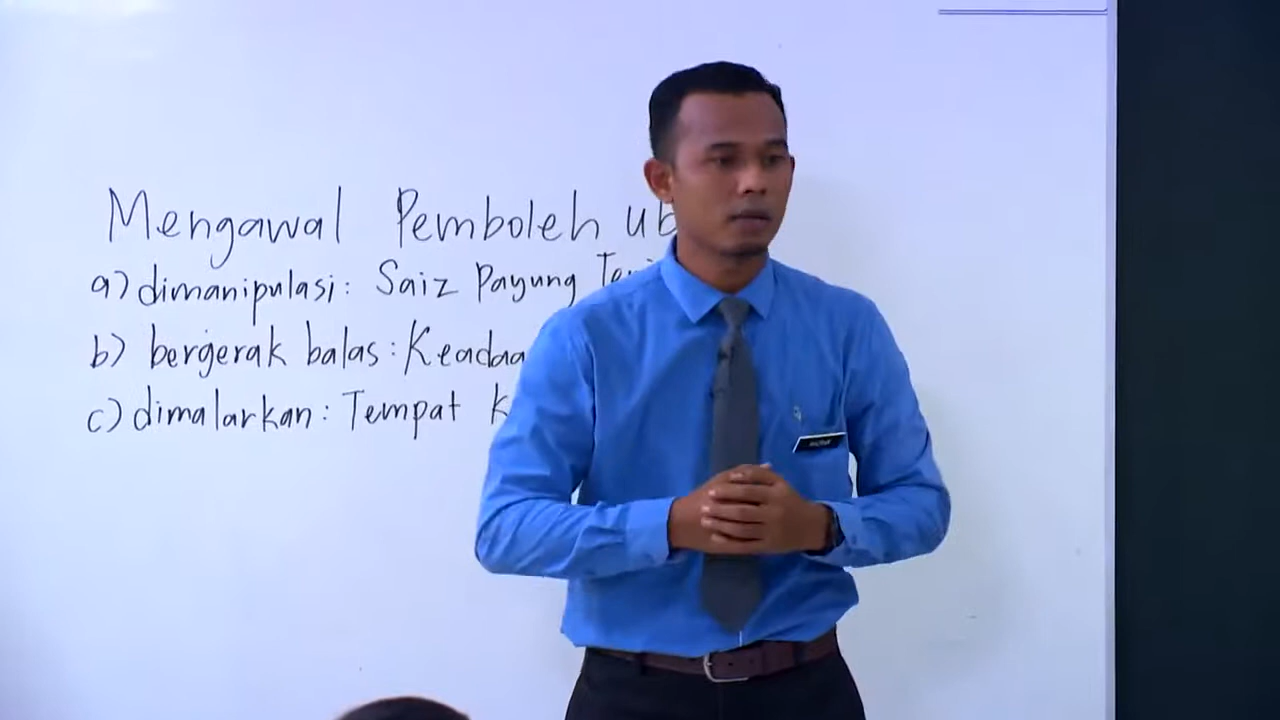 Mengawal Pemboleh ub
a) dimanipulasi: Saiz Payung
b) bergerak balas: Keadaa
c) dimalarkan: Tempat K